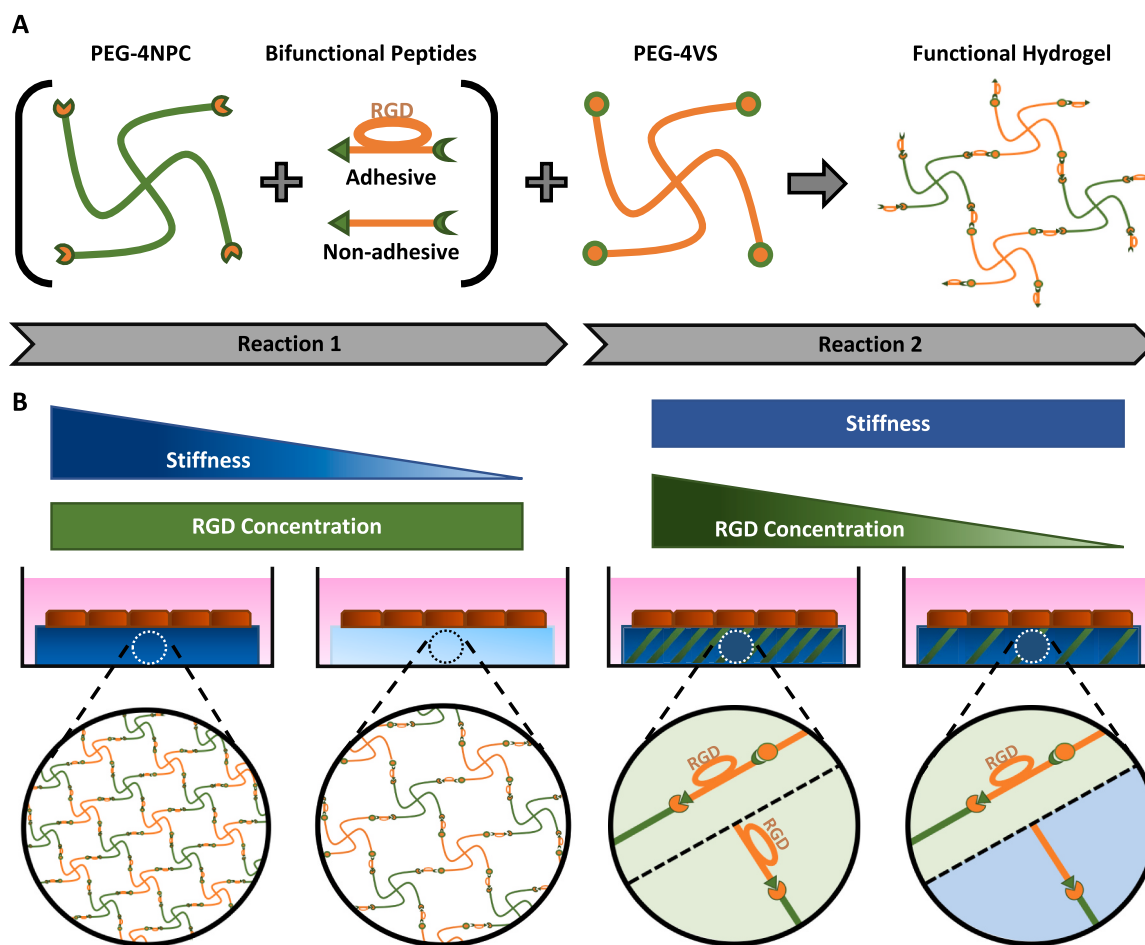 A
PEG-4NPC
Bifunctional Peptides
PEG-4VS
Functional Hydrogel
RGD
Adhesive
Non-adhesive
Reaction 1
Reaction 2
B
Stiffness
RGD Concentration
Stiffness
RGD Concentration
RGD
RGD
RGD